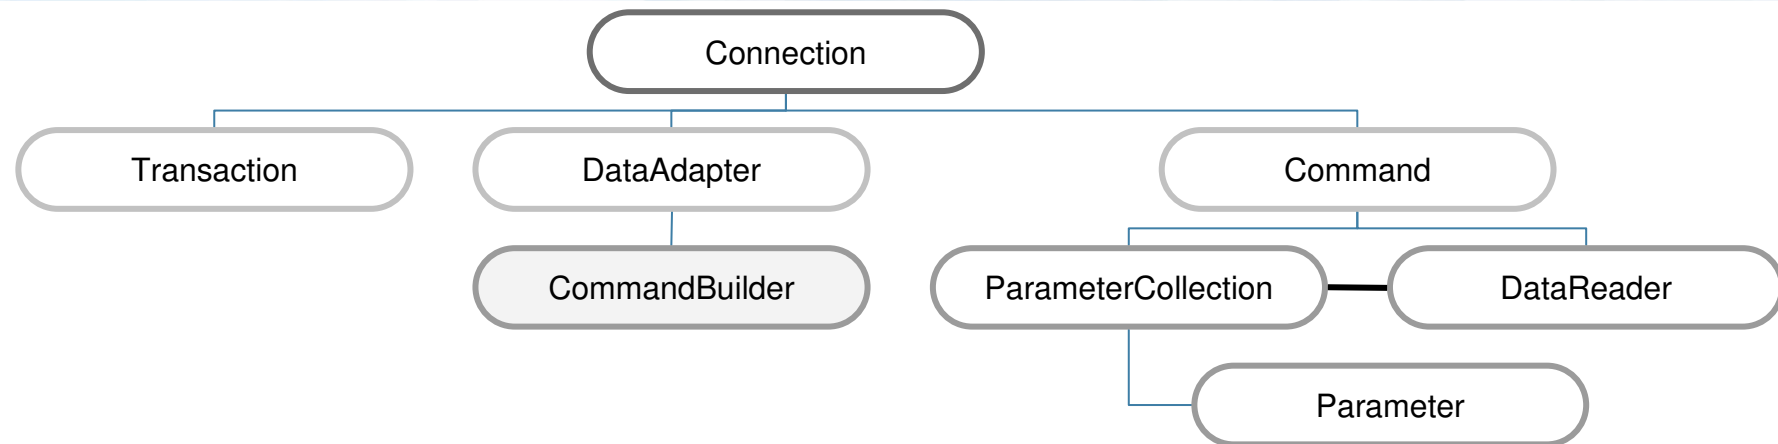 Connection
Transaction
DataAdapter
Command
CommandBuilder
ParameterCollection
DataReader
Parameter